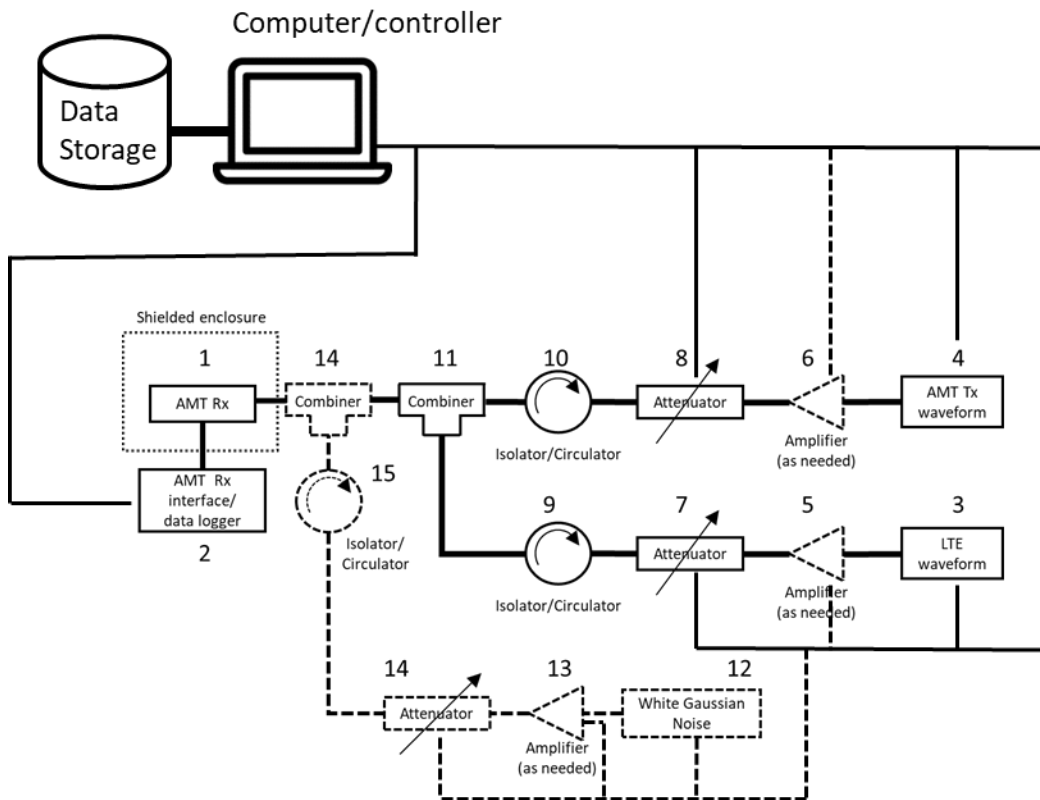 Computer/controller
Data
Storage
Shielded enclosure
1
14
11
10
8
6
4
AMT Rx
Combiner
Combiner
Attenuator
AMT Tx
waveform
Isolator/Circulator
Amplifier
(as needed)
AMT Rx
interface/
data logger
2
15
Isolator/
Circulator
9
7
5
3
Attenuator
LTE
waveform
Isolator/Circulator
Amplifier
(as needed)
14
13
12
Attenuator
White Gaussian
Noise
Amplifier
(as needed)